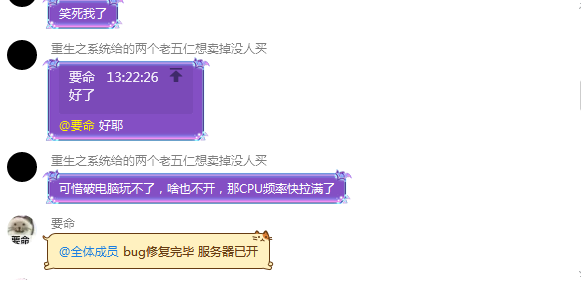 笑死我了
重生之系统给的两个老五仁想卖掉没人买
要命 13:22:26
好了
@要命 好耶
重生之系统给的两个老五仁想卖掉没人买
可惜破电脑玩不了，啥也不开，那CPU频率快拉满了
要命
要命
@全体成员 bug修复完毕 服务器已开